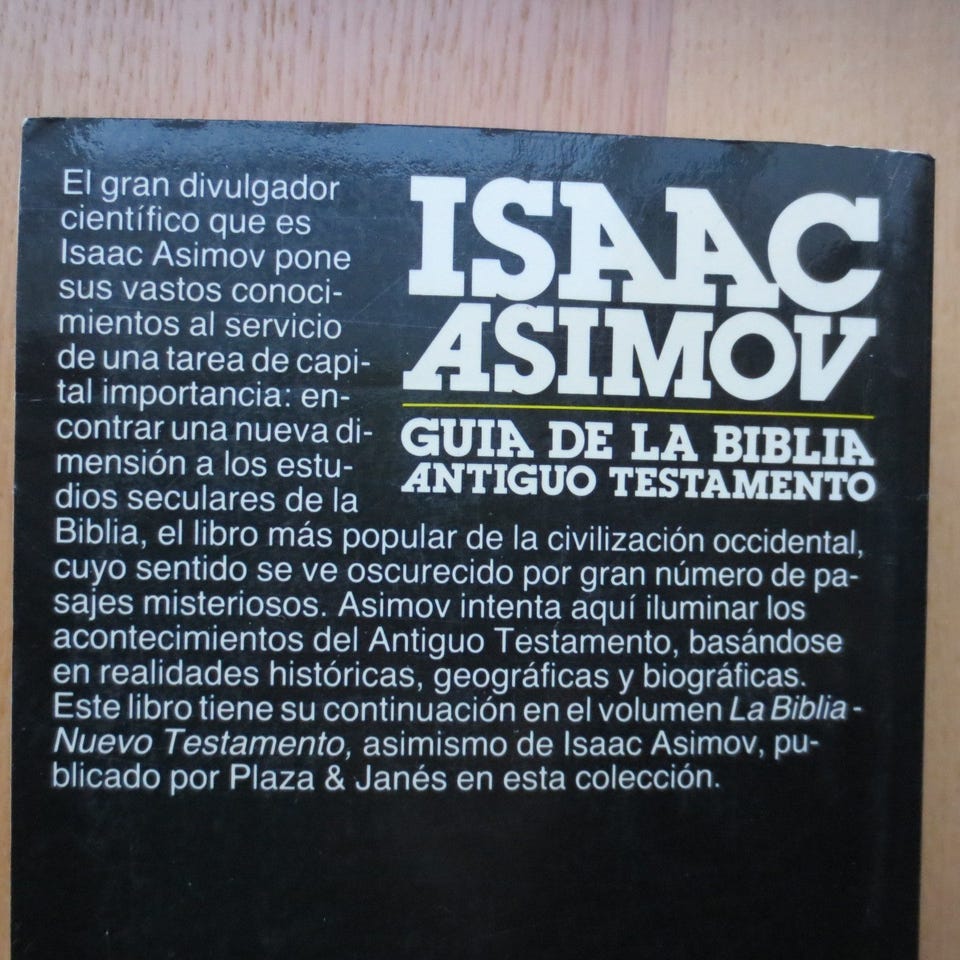 El gran divulgador
científico que es
Isaac Asimov pone
sus vastos conoci-
mientos al servicio
de una tarea de capi-
tal importancia: en-
contrar una nueva di-
mensión a los estu-
dios seculares de la
ISAAC
ASIMOV
GUIA DE LA BIBLIA
ANTIGUO TESTAMENTO
Biblia, el libro más popular de la civilización occidental,
cuyo sentido se ve oscurecido por gran número de pa-
sajes misteriosos. Asimov intenta aquí iluminar los
acontecimientos del Antiguo Testamento, basándose
en realidades históricas, geográficas y biográficas.
Este libro tiene su continuación en el volumen La Biblia -
Nuevo Testamento, asimismo de Isaac Asimov, pu-
blicado por Plaza & Janés en esta colección.